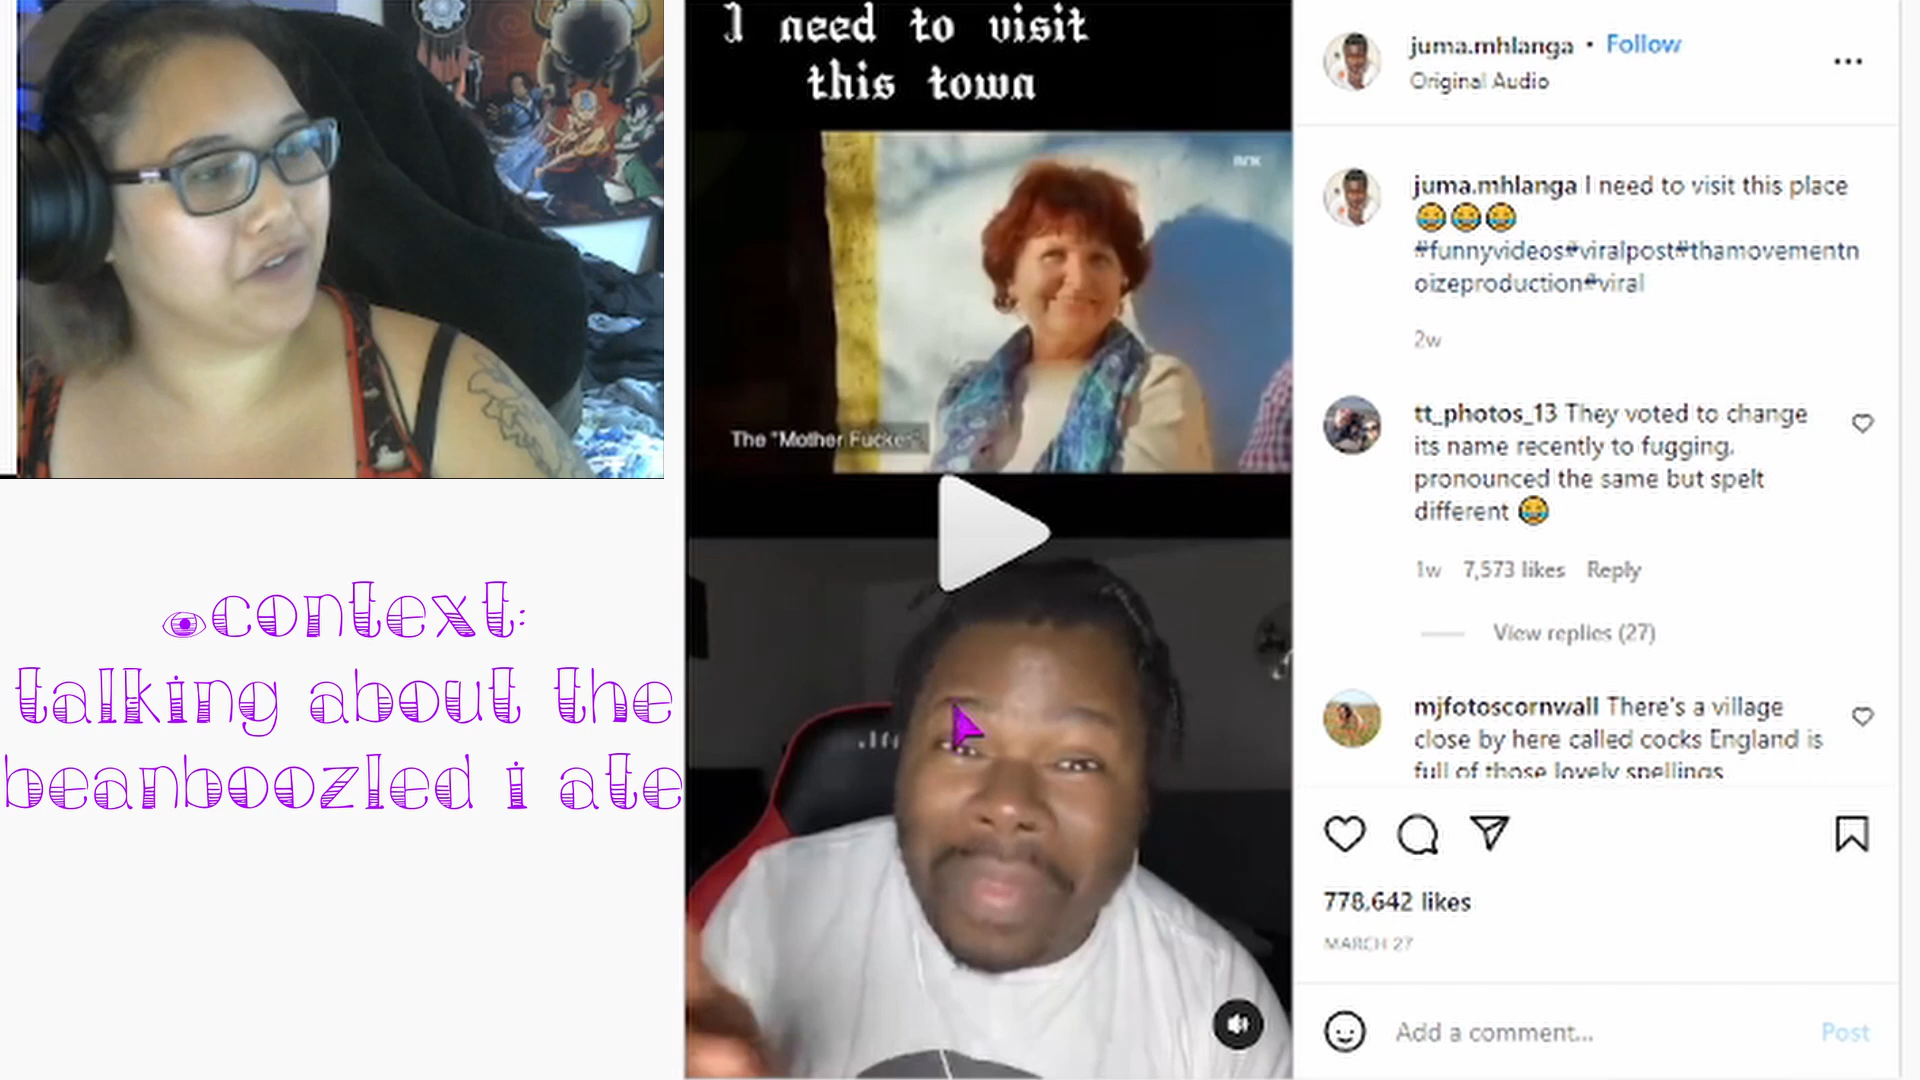 I need to visit
this town
nrk
The "Mother Fucker".
context:
talking about the
beanboozled i ate
juma.mhlanga • Follow
Original Audio
juma.mhlanga I need to visit this place
😂😂😂
#funnyvideos#viralpost#thamovementn
oizeproduction#viral
2w
tt_photos_13 They voted to change
its name recently to fugging.
pronounced the same but spelt
different 😂
1w 7,573 likes Reply
View replies (27)
mjfotoscornwall There's a village
close by here called cocks England is
full of those lovely spellings
778,642 likes
MARCH 27
Add a comment... Post